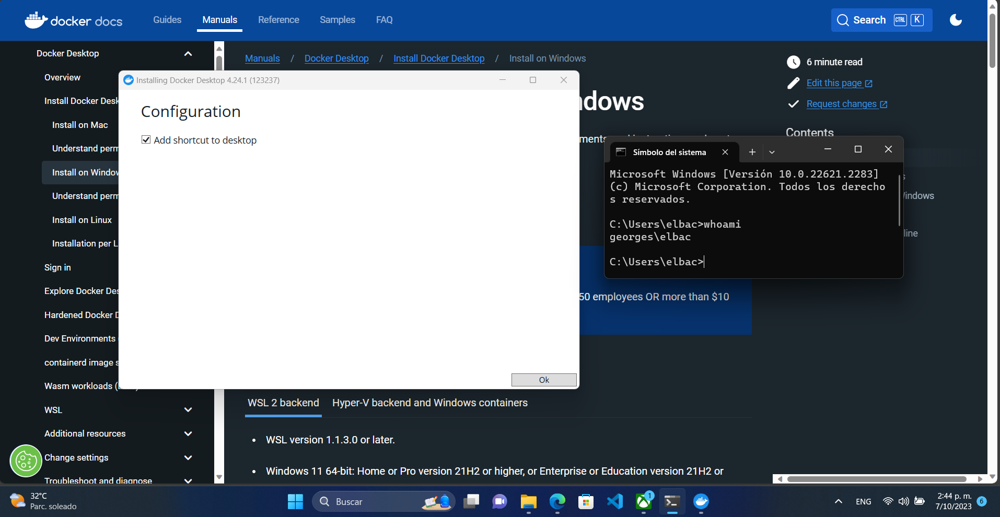 docker docs
Guides
Manuals
Reference
Samples
FAQ
Search CTRL K
Docker Desktop
Overview
Install Docker Desk
Install on Mac
Understand perm
Install on Window
Understand perm
Install on Linux
Installation per L
Sign in
Explore Docker Des
Hardened Docker D
Dev Environments
containerd image s
Wasm workloads (
WSL
Additional resources
Change settings
Troubleshoot and diagnose
Manuals / Docker Desktop / Install Docker Desktop / Install on Windows
ndows
ments
6 minute read
Edit this page
Request changes
Contents
Windows
line
Installing Docker Desktop 4.24.1 (123237)
Configuration
Add shortcut to desktop
Ok
Símbolo del sistema
Microsoft Windows [Versión 10.0.22621.2283]
(c) Microsoft Corporation. Todos los derecho
s reservados.
C:\Users\elbac>whoami
georges\elbac
C:\Users\elbac>
50 employees OR more than $10
WSL 2 backend
Hyper-V backend and Windows containers
WSL version 1.1.3.0 or later.
Windows 11 64-bit: Home or Pro version 21H2 or higher, or Enterprise or Education version 21H2 or
32°C
Parc. soleado
Buscar
1
ENG
2:44 p. m.
7/10/2023
6